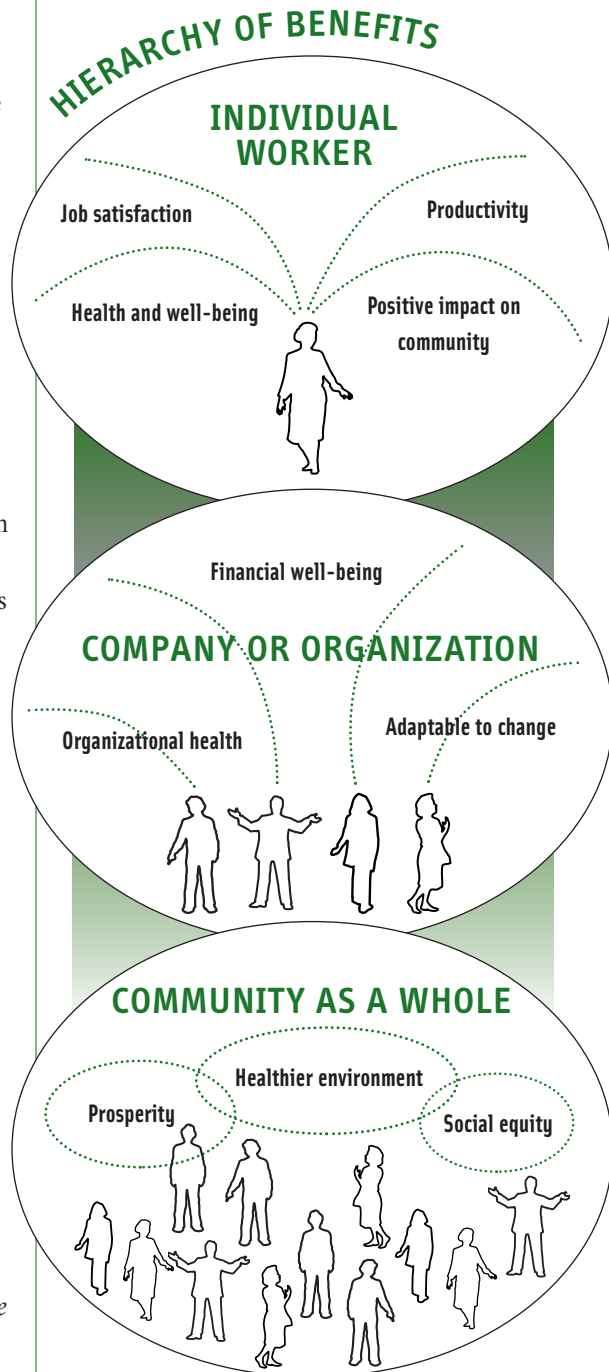 HIERARCHY OF BENEFITS
INDIVIDUAL
WORKER
Job satisfaction
Productivity
Health and well-being
Positive impact on
community
Financial well-being
COMPANY OR ORGANIZATION
Organizational health
Adaptable to change
COMMUNITY AS A WHOLE
Healthier environment
Prosperity
Social equity